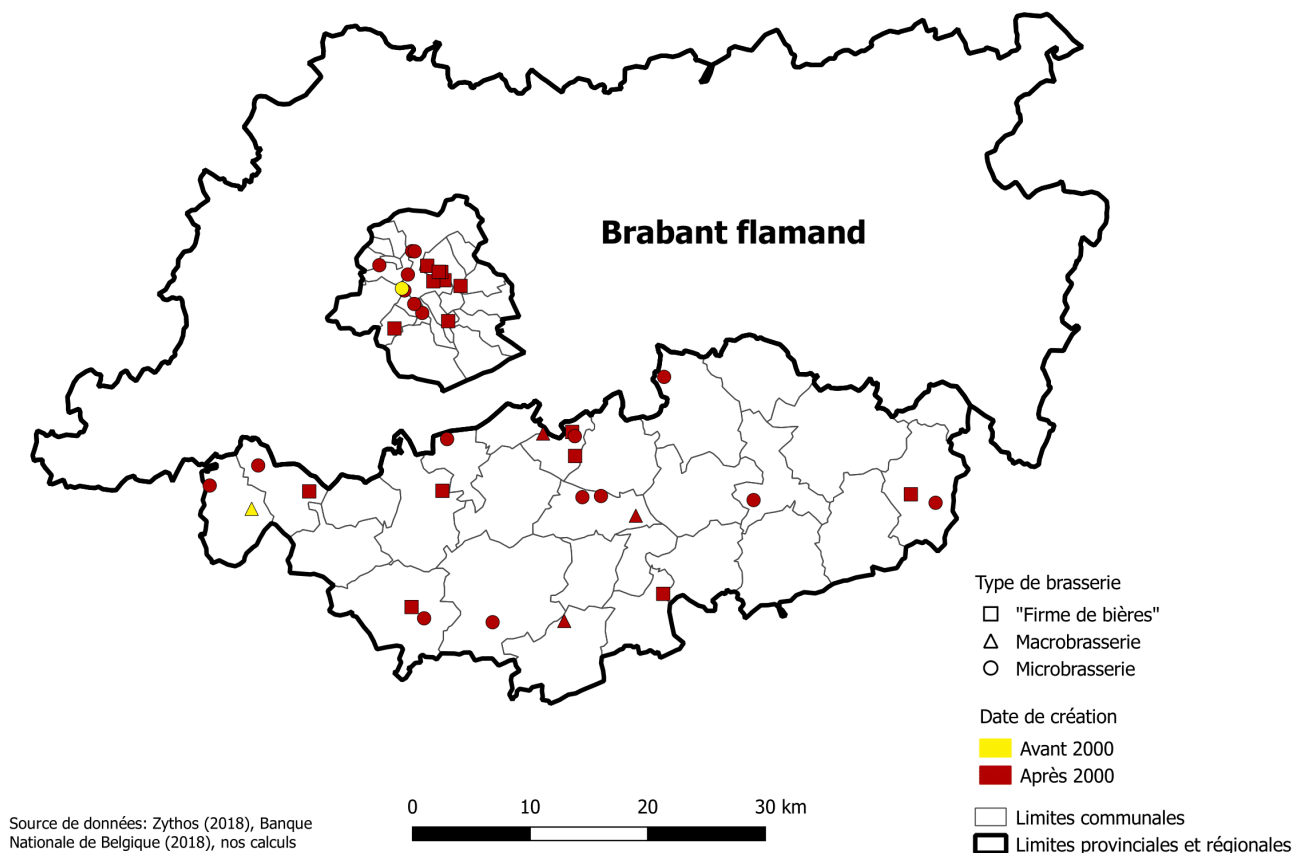 Brabant flamand
Type de brasserie
"Firme de bières"
Macrobrasserie
Microbrasserie
Date de création
Avant 2000
Après 2000
Limites communales
Limites provinciales et régionales
0 10 20 30 km
Source de données: Zythos (2018), Banque
Nationale de Belgique (2018), nos calculs